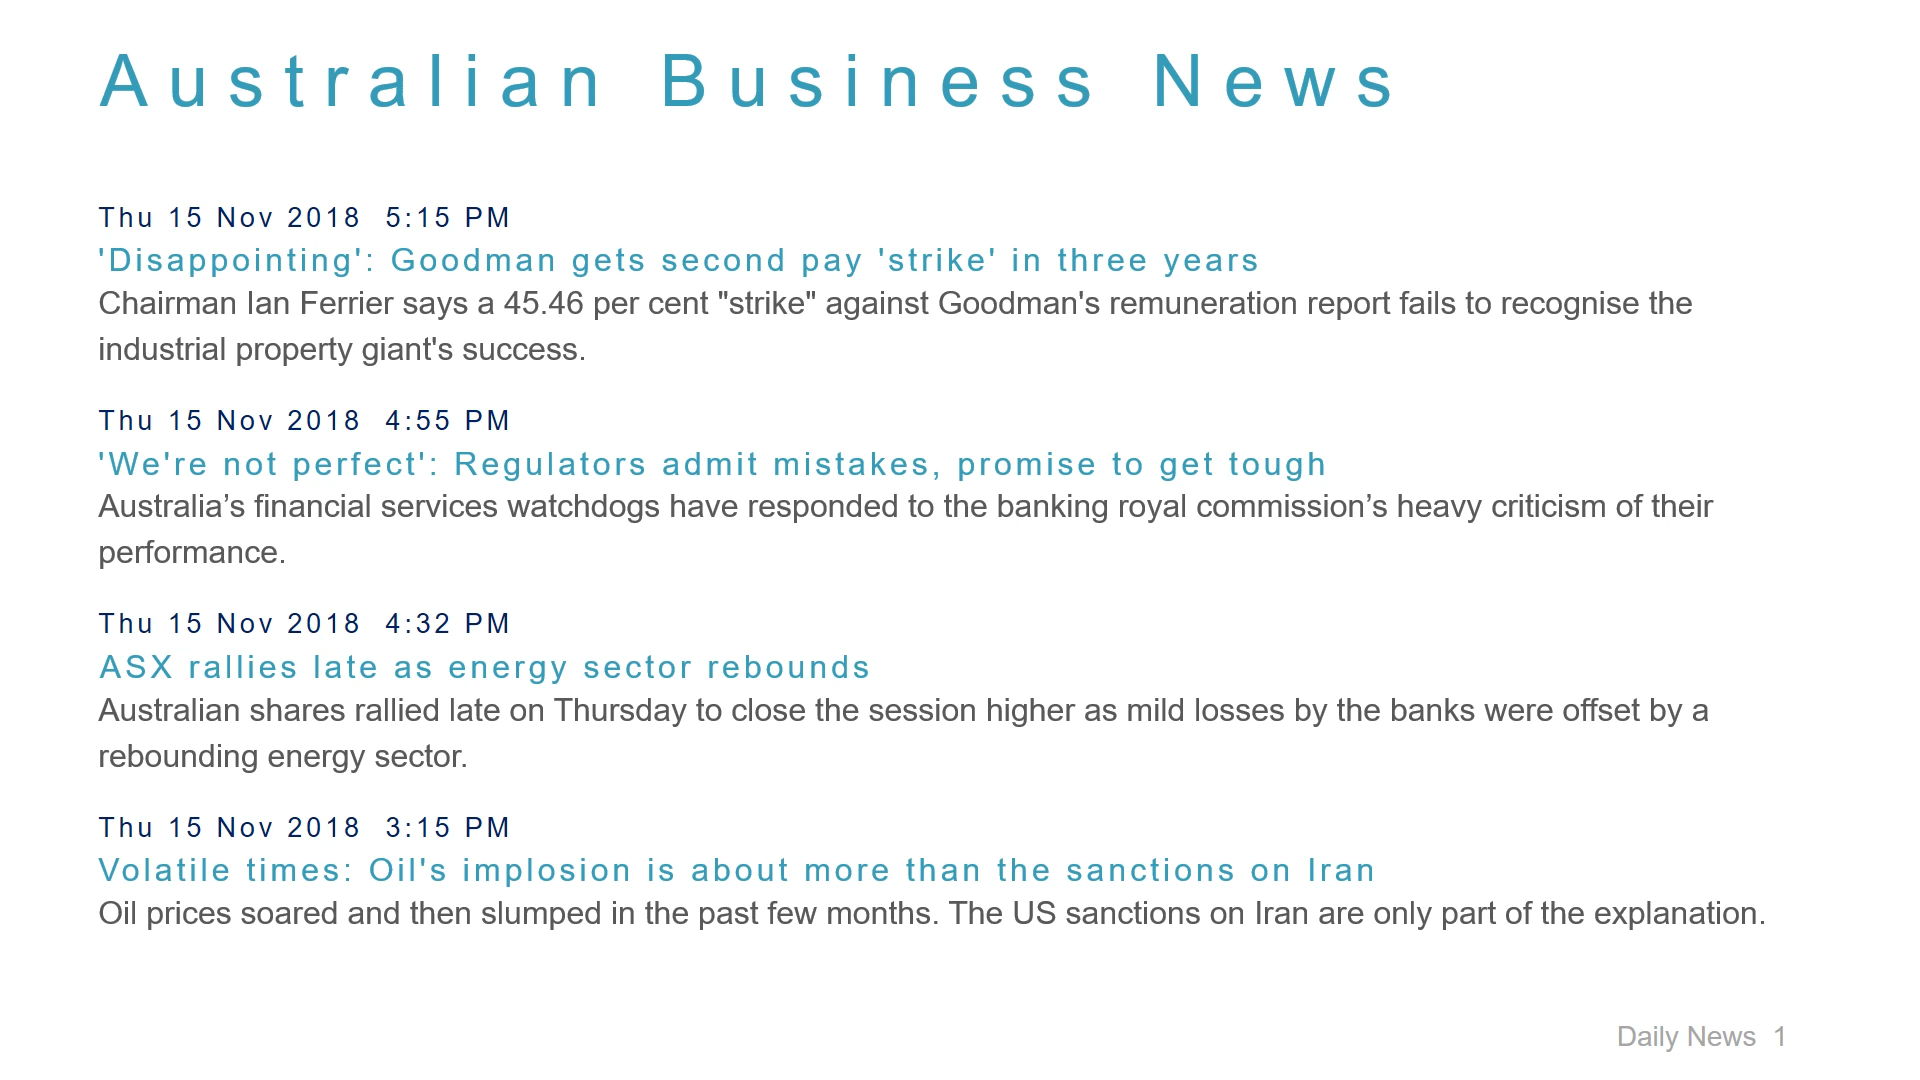 Australian Business News
Thu 15 Nov 2018  5:15 PM
'Disappointing': Goodman gets second pay 'strike' in three years
Chairman Ian Ferrier says a 45.46 per cent "strike" against Goodman's remuneration report fails to recognise the
industrial property giant's success.
Thu 15 Nov 2018  4:55 PM
'We're not perfect': Regulators admit mistakes, promise to get tough
Australia’s financial services watchdogs have responded to the banking royal commission’s heavy criticism of their
performance.
Thu 15 Nov 2018  4:32 PM
ASX rallies late as energy sector rebounds
Australian shares rallied late on Thursday to close the session higher as mild losses by the banks were offset by a
rebounding energy sector.
Thu 15 Nov 2018  3:15 PM
Volatile times: Oil's implosion is about more than the sanctions on Iran
Oil prices soared and then slumped in the past few months. The US sanctions on Iran are only part of the explanation.
Daily News  1